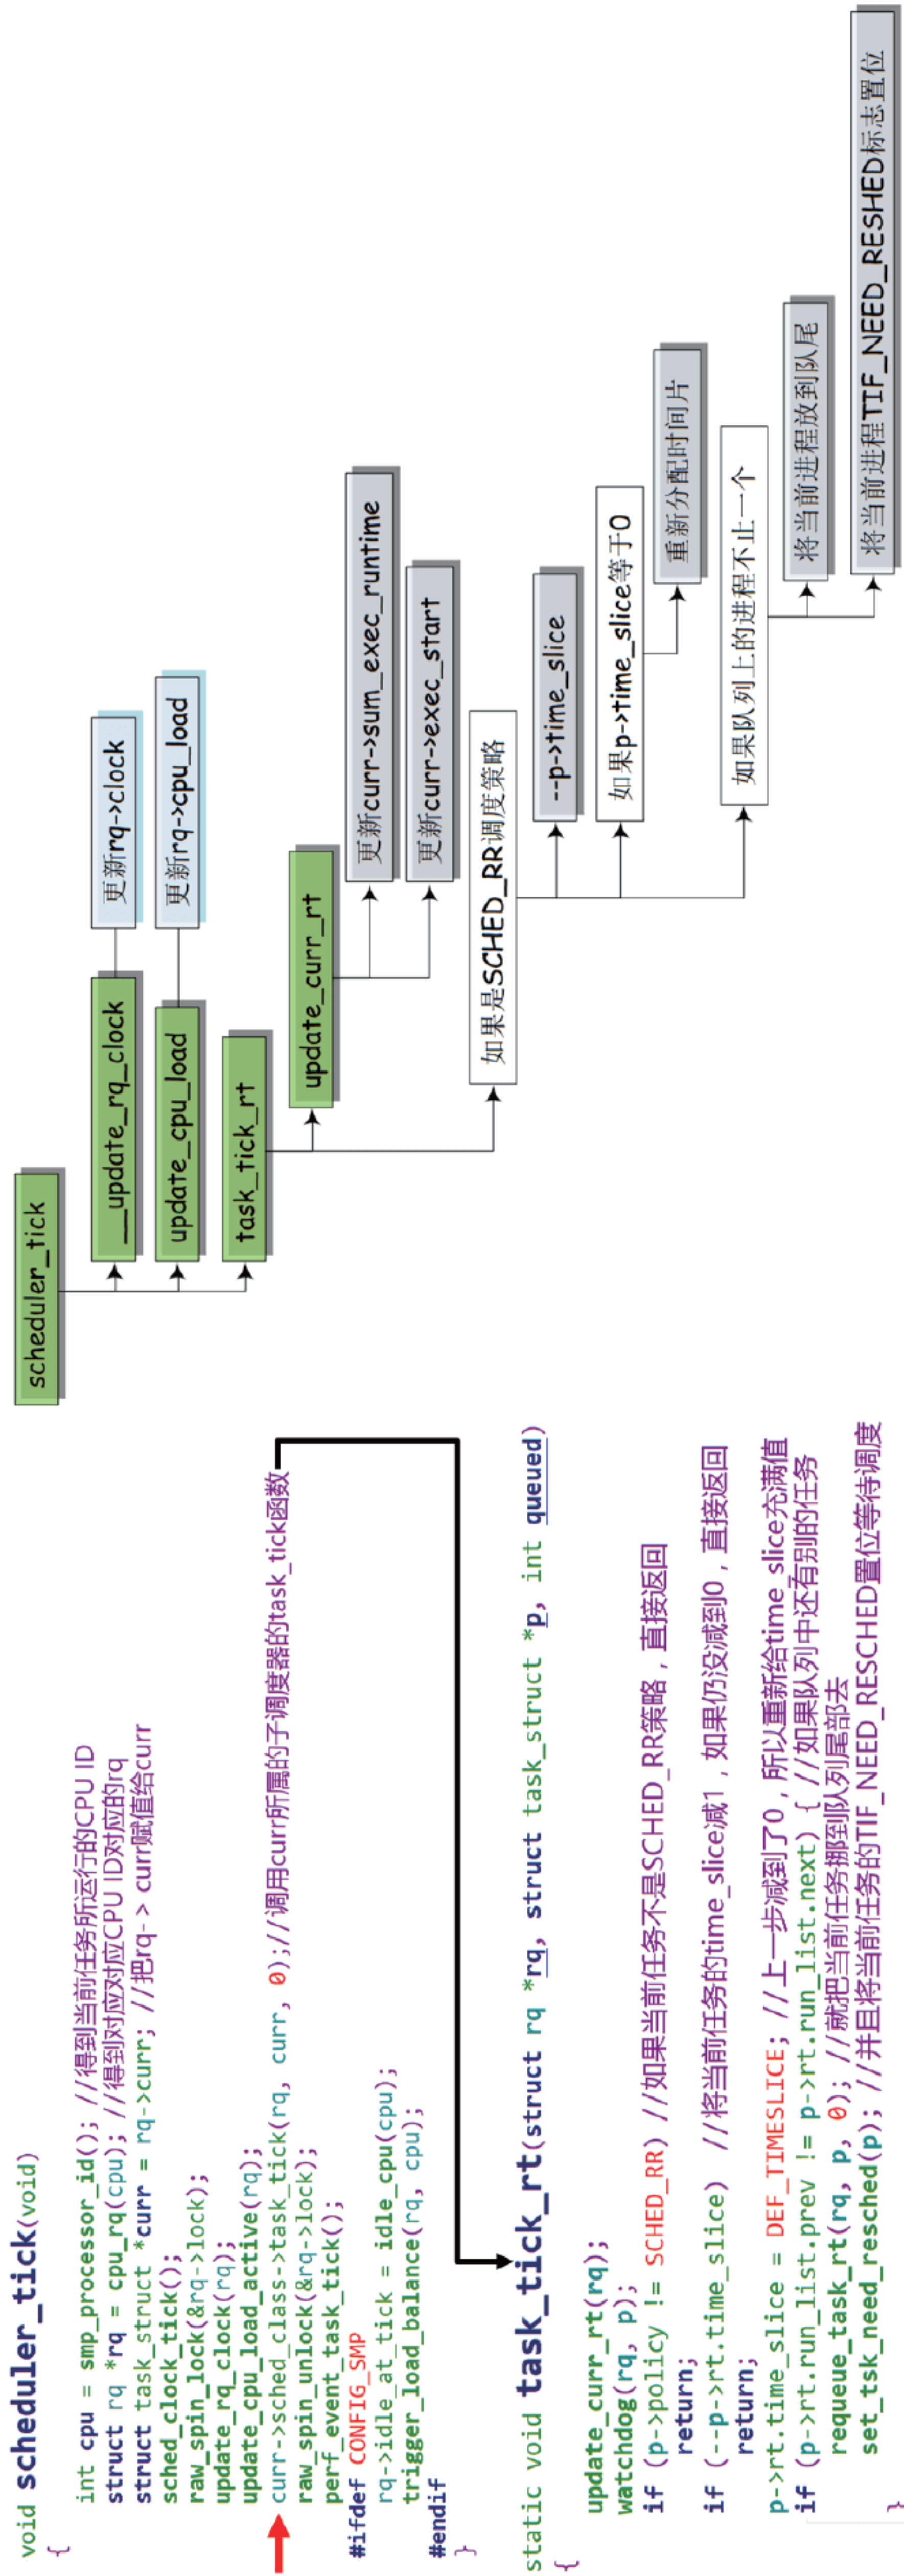 void scheduler_tick(void)
{
int cpu = smp_processor_id(); //得到当前任务所运行的CPU ID
struct rq *rq = cpu_rq(cpu); //得到对应对应CPU ID对应的rq
struct task_struct *curr = rq->curr; //把rq-> curr赋值给curr
sched_clock_tick();
raw_spin_lock(&rq->lock);
update_rq_clock(rq);
update_cpu_load_active(rq);
curr->sched_class->task_tick(rq, curr, 0);//调用curr所属的子调度器的task_tick函数
raw_spin_unlock(&rq->lock);
perf_event_task_tick();
#ifdef CONFIG_SMP
rq->idle_at_tick = idle_cpu(cpu);
trigger_load_balance(rq, cpu);
#endif
}
static void task_tick_rt(struct rq *rq, struct task_struct *p, int queued)
{
update_curr_rt(rq);
watchdog(rq, p);
if (p->policy != SCHED_RR) //如果当前任务不是SCHED_RR策略，直接返回
return;
if (--p->rt.time_slice) //将当前任务的time_slice减1，如果仍没减到0，直接返回
return;
p->rt.time_slice = DEF_TIMESLICE; //上一步减到了0，所以重新给time slice充满值
if (p->rt.run_list.prev != p->rt.run_list.next) { //如果队列中还有别的任务
requeue_task_rt(rq, p, 0); //就把当前任务挪到队列尾部去
set_tsk_need_resched(p); //并且将当前任务的TIF_NEED_RESCHED置位等待调度
}
scheduler_tick
__update_rq_clock
更新rq->clock
update_cpu_load
更新rq->cpu_load
task_tick_rt
update_curr_rt
更新curr->sum_exec_runtime
更新curr->exec_start
如果是SCHED_RR调度策略
--p->time_slice
如果p->time_slice等于0
重新分配时间片
如果队列上的进程不止一个
将当前进程放到队尾
将当前进程TIF_NEED_RESHED标志置位